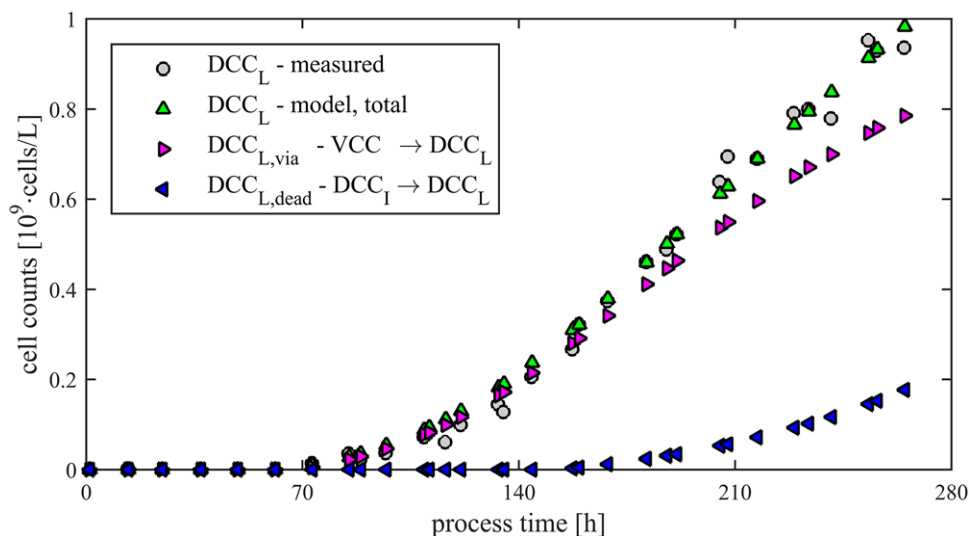 1
0.8
0.6
0.4
0.2
0
cell counts [10⁹·cells/L]
DCC_L - measured
DCC_L - model, total
DCC_L,via - VCC → DCC_L
DCC_L,dead - DCC_I → DCC_L
0 70 140 210 280
process time [h]